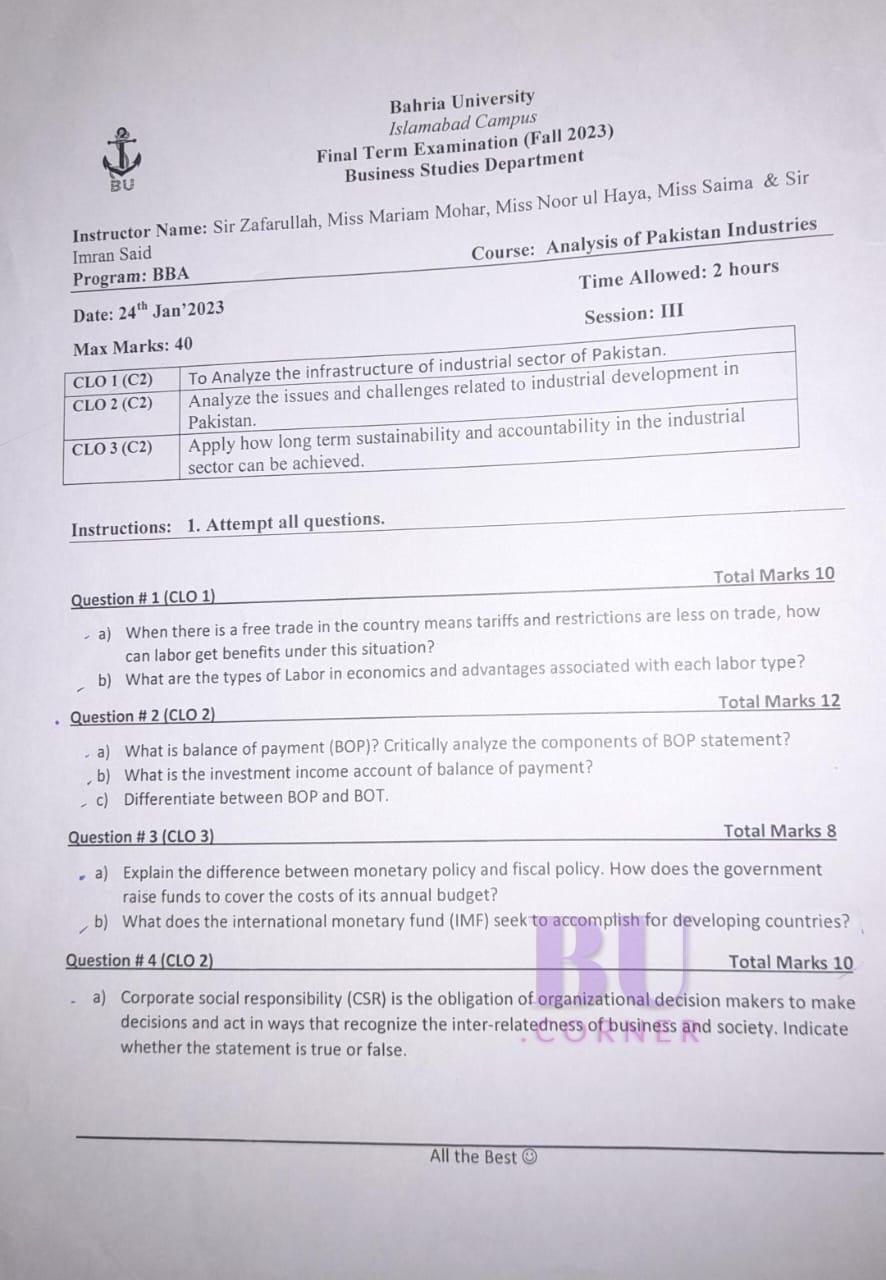 Bahria University
Islamabad Campus
Final Term Examination (Fall 2023)
Business Studies Department
BU
Instructor Name: Sir Zafarullah, Miss Mariam Mohar, Miss Noor ul Haya, Miss Saima & Sir
Imran Said
Course: Analysis of Pakistan Industries
Program: BBA
Time Allowed: 2 hours
Date: 24th Jan'2023
Session: III
Max Marks: 40
CLO 1 (C2) To Analyze the infrastructure of industrial sector of Pakistan.
CLO 2 (C2) Analyze the issues and challenges related to industrial development in
Pakistan.
CLO 3 (C2) Apply how long term sustainability and accountability in the industrial
sector can be achieved.
Instructions: 1. Attempt all questions.
Question # 1 (CLO 1) Total Marks 10
a) When there is a free trade in the country means tariffs and restrictions are less on trade, how
can labor get benefits under this situation?
b) What are the types of Labor in economics and advantages associated with each labor type?
Question # 2 (CLO 2) Total Marks 12
a) What is balance of payment (BOP)? Critically analyze the components of BOP statement?
b) What is the investment income account of balance of payment?
c) Differentiate between BOP and BOT.
Question # 3 (CLO 3) Total Marks 8
a) Explain the difference between monetary policy and fiscal policy. How does the government
raise funds to cover the costs of its annual budget?
b) What does the international monetary fund (IMF) seek to accomplish for developing countries?
Question # 4 (CLO 2) Total Marks 10
a) Corporate social responsibility (CSR) is the obligation of organizational decision makers to make
decisions and act in ways that recognize the inter-relatedness of business and society. Indicate
whether the statement is true or false.
BU
.CORNER
All the Best ☺